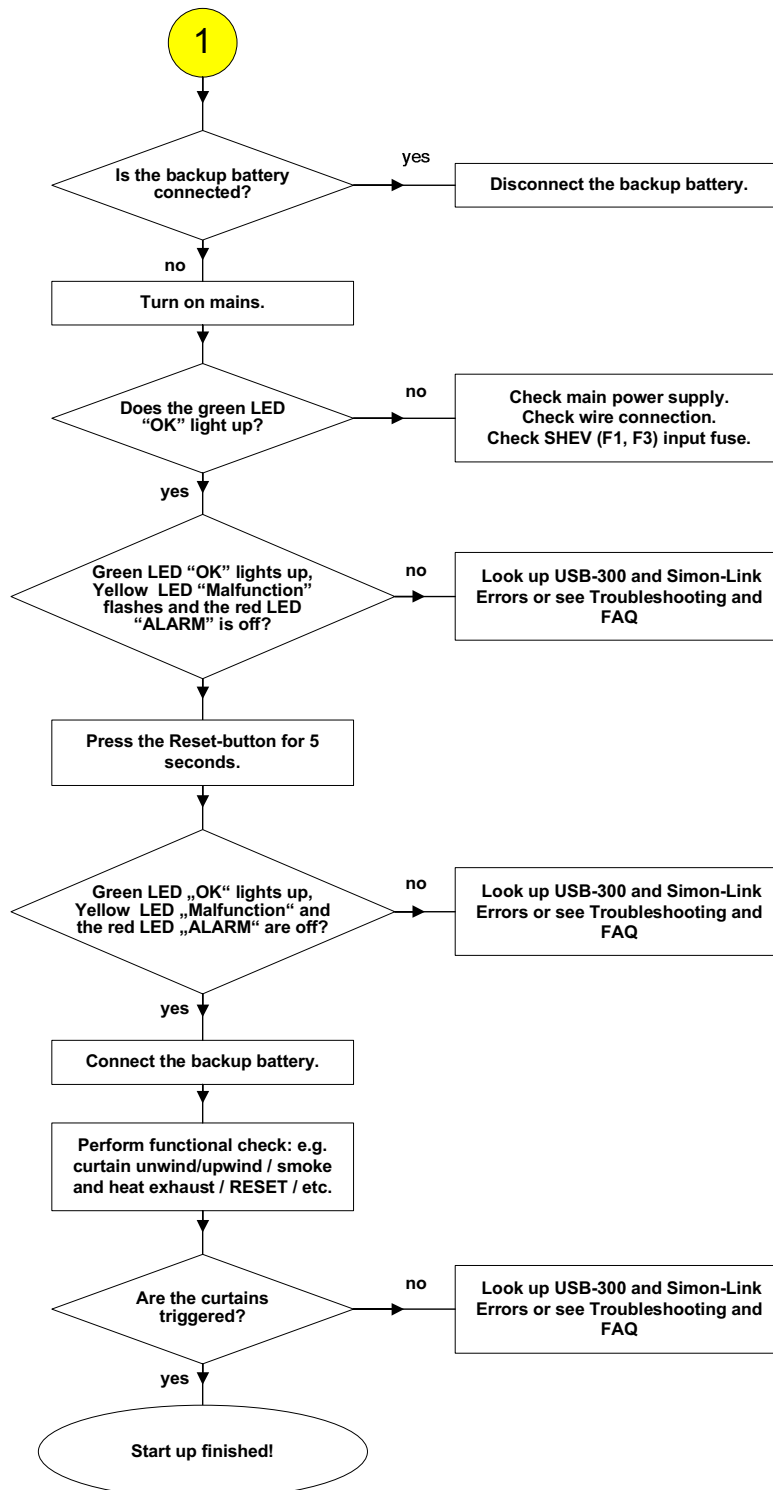 1
Is the backup battery
connected?
yes
Disconnect the backup battery.
no
Turn on mains.
Does the green LED
“OK” light up?
no
Check main power supply.
Check wire connection.
Check SHEV (F1, F3) input fuse.
yes
Green LED “OK” lights up,
Yellow LED “Malfunction”
flashes and the red LED
“ALARM” is off?
no
Look up USB-300 and Simon-Link
Errors or see Troubleshooting and
FAQ
yes
Press the Reset-button for 5
seconds.
Green LED „OK“ lights up,
Yellow LED „Malfunction“ and
the red LED „ALARM“ are off?
no
Look up USB-300 and Simon-Link
Errors or see Troubleshooting and
FAQ
yes
Connect the backup battery.
Perform functional check: e.g.
curtain unwind/upwind / smoke
and heat exhaust / RESET / etc.
Are the curtains
triggered?
no
Look up USB-300 and Simon-Link
Errors or see Troubleshooting and
FAQ
yes
Start up finished!